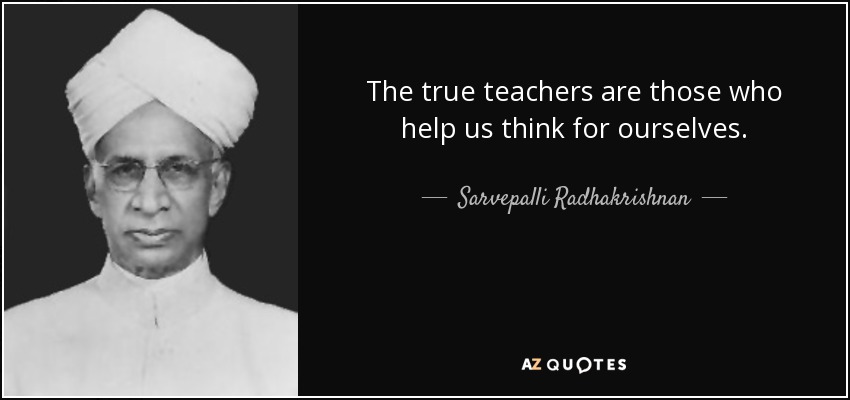 The true teachers are those who
help us think for ourselves.
Sarvepalli Radhakrishnan
AZ QUOTES